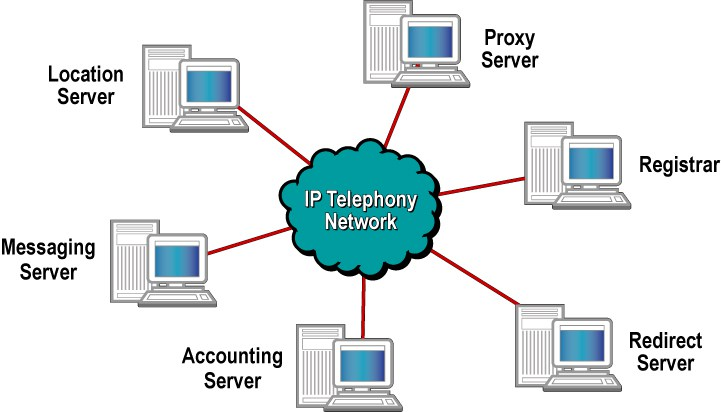 Proxy
Server
Location
Server
Registrar
IP Telephony
Network
Messaging
Server
Redirect
Server
Accounting
Server